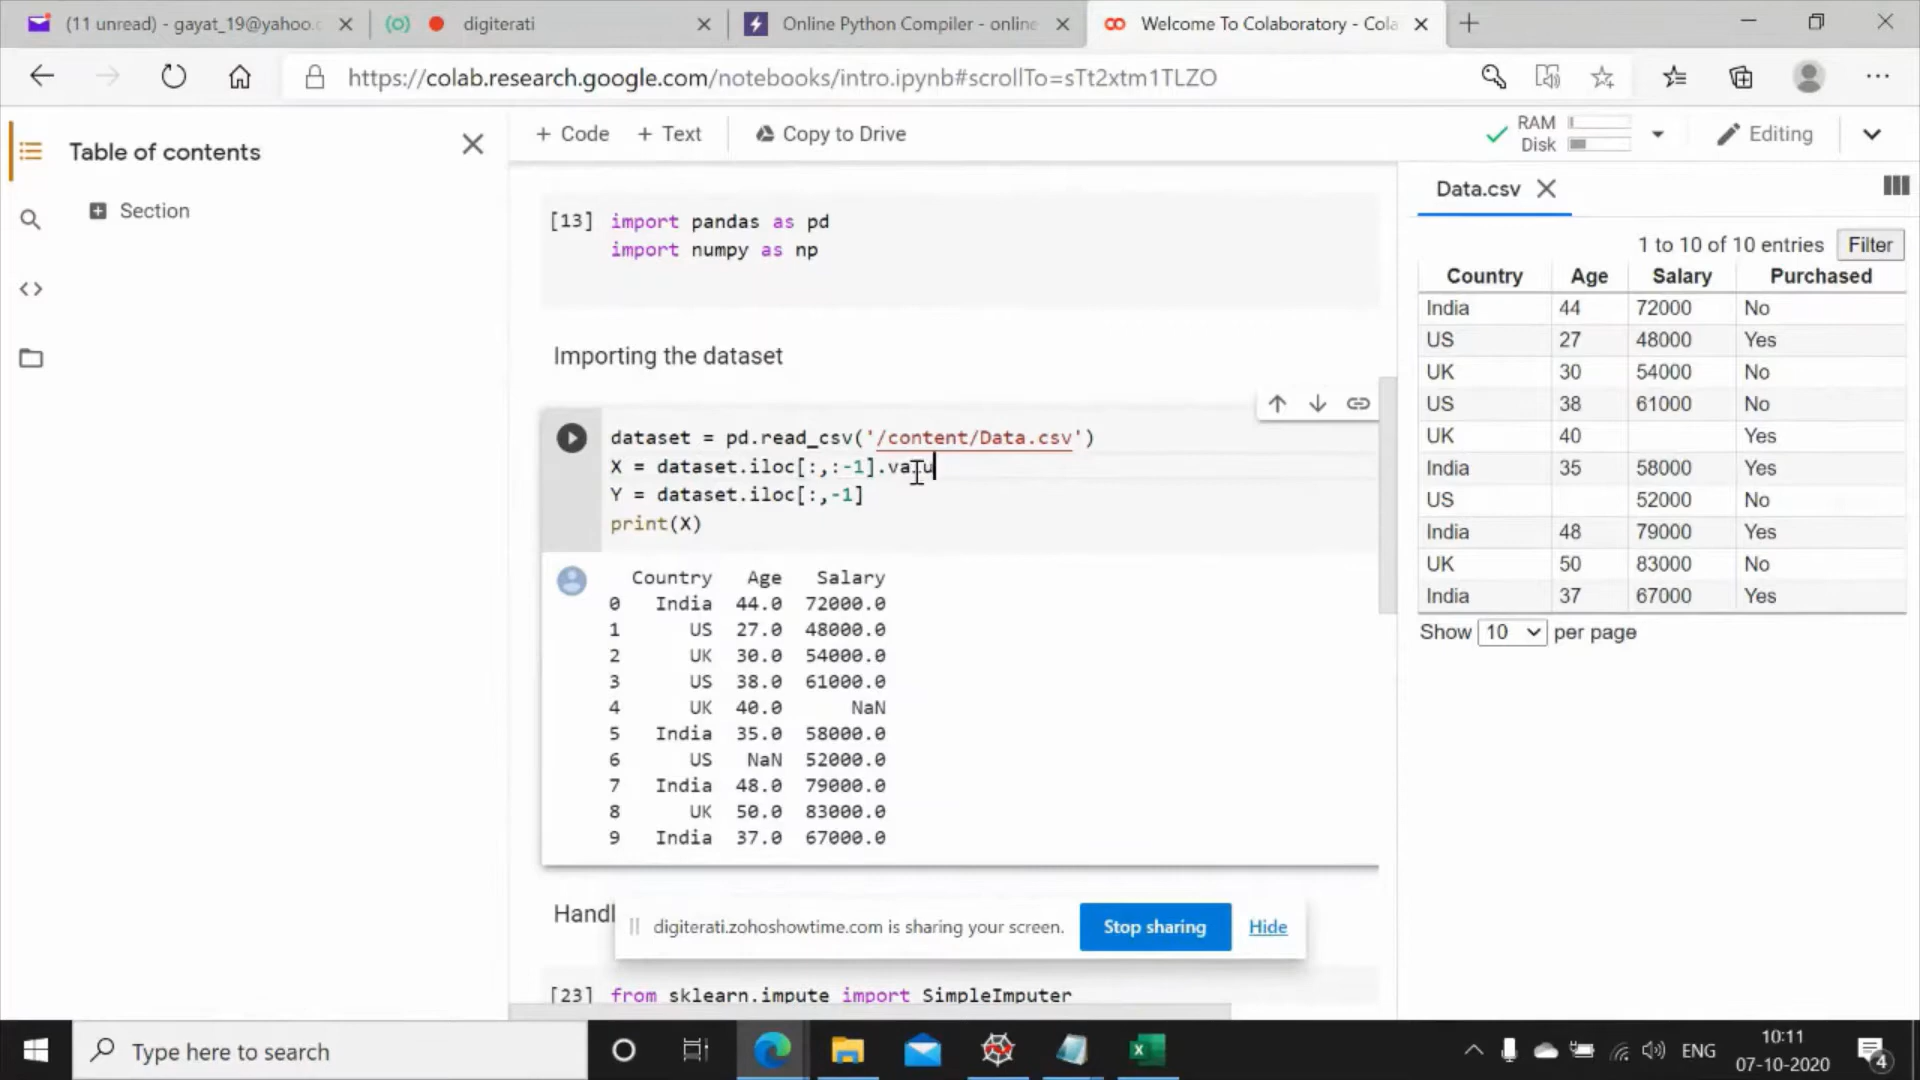 (11 unread) - gayat_19@yahoo.c
digiterati
Online Python Compiler - online
Welcome To Colaboratory - Cola
https://colab.research.google.com/notebooks/intro.ipynb#scrollTo=sTt2xtm1TLZO
Table of contents
Section
+ Code + Text Copy to Drive
RAM
Disk
Editing
[13] import pandas as pd
import numpy as np
Importing the dataset
dataset = pd.read_csv('/content/Data.csv')
X = dataset.iloc[:,:-1].valu
Y = dataset.iloc[:,-1]
print(X)
Country Age Salary
0 India 44.0 72000.0
1 US 27.0 48000.0
2 UK 30.0 54000.0
3 US 38.0 61000.0
4 UK 40.0 NaN
5 India 35.0 58000.0
6 US NaN 52000.0
7 India 48.0 79000.0
8 UK 50.0 83000.0
9 India 37.0 67000.0
Handl
digiterati.zohoshowtime.com is sharing your screen. Stop sharing Hide
[23] from sklearn.impute import SimpleImputer
Data.csv
1 to 10 of 10 entries Filter
Country Age Salary Purchased
India 44 72000 No
US 27 48000 Yes
UK 30 54000 No
US 38 61000 No
UK 40 Yes
India 35 58000 Yes
US 52000 No
India 48 79000 Yes
UK 50 83000 No
India 37 67000 Yes
Show 10 per page
Type here to search
ENG
10:11
07-10-2020
4